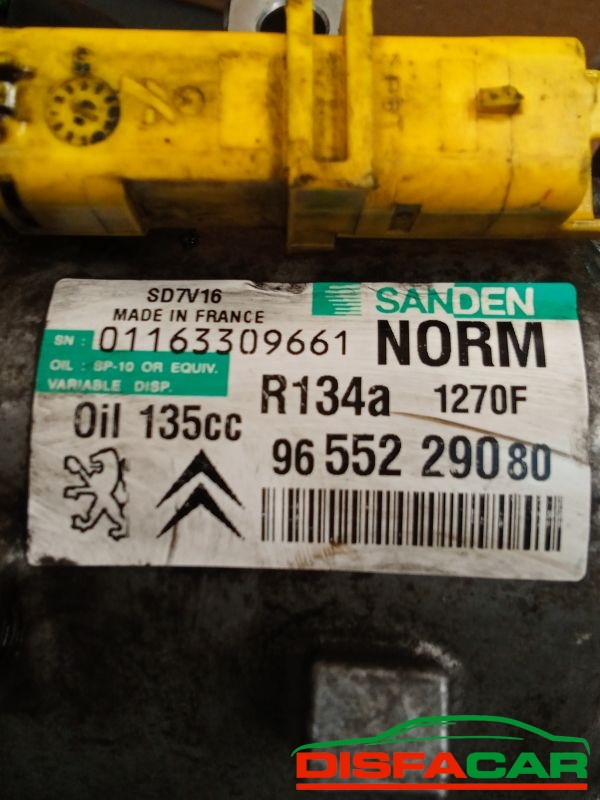 SD7V16
MADE IN FRANCE
SANDEN
SN : 01163309661
NORM
OIL : SP-10 OR EQUIV.
VARIABLE DISP.
R134a 1270F
Oil 135cc
96 552 290 80
DISFACAR